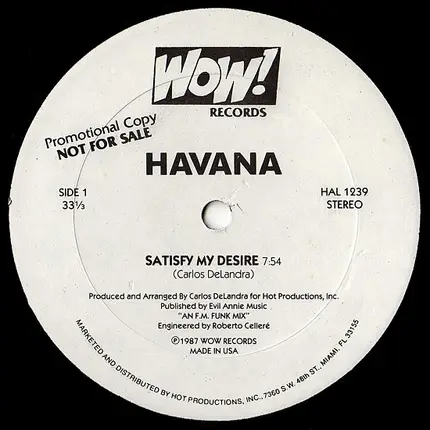 WOW!
RECORDS
Promotional Copy
NOT FOR SALE
HAVANA
SIDE 1
33⅓
HAL 1239
STEREO
SATISFY MY DESIRE 7:54
(Carlos DeLandra)
Produced and Arranged By Carlos DeLandra for Hot Productions, Inc.
Published by Evil Annie Music
"AN F.M. FUNK MIX"
Engineered by Roberto Celleré
℗1987 WOW RECORDS
MADE IN USA
MARKETED AND DISTRIBUTED BY HOT PRODUCTIONS, INC., 7360 S.W. 48th ST., MIAMI, FL 33155